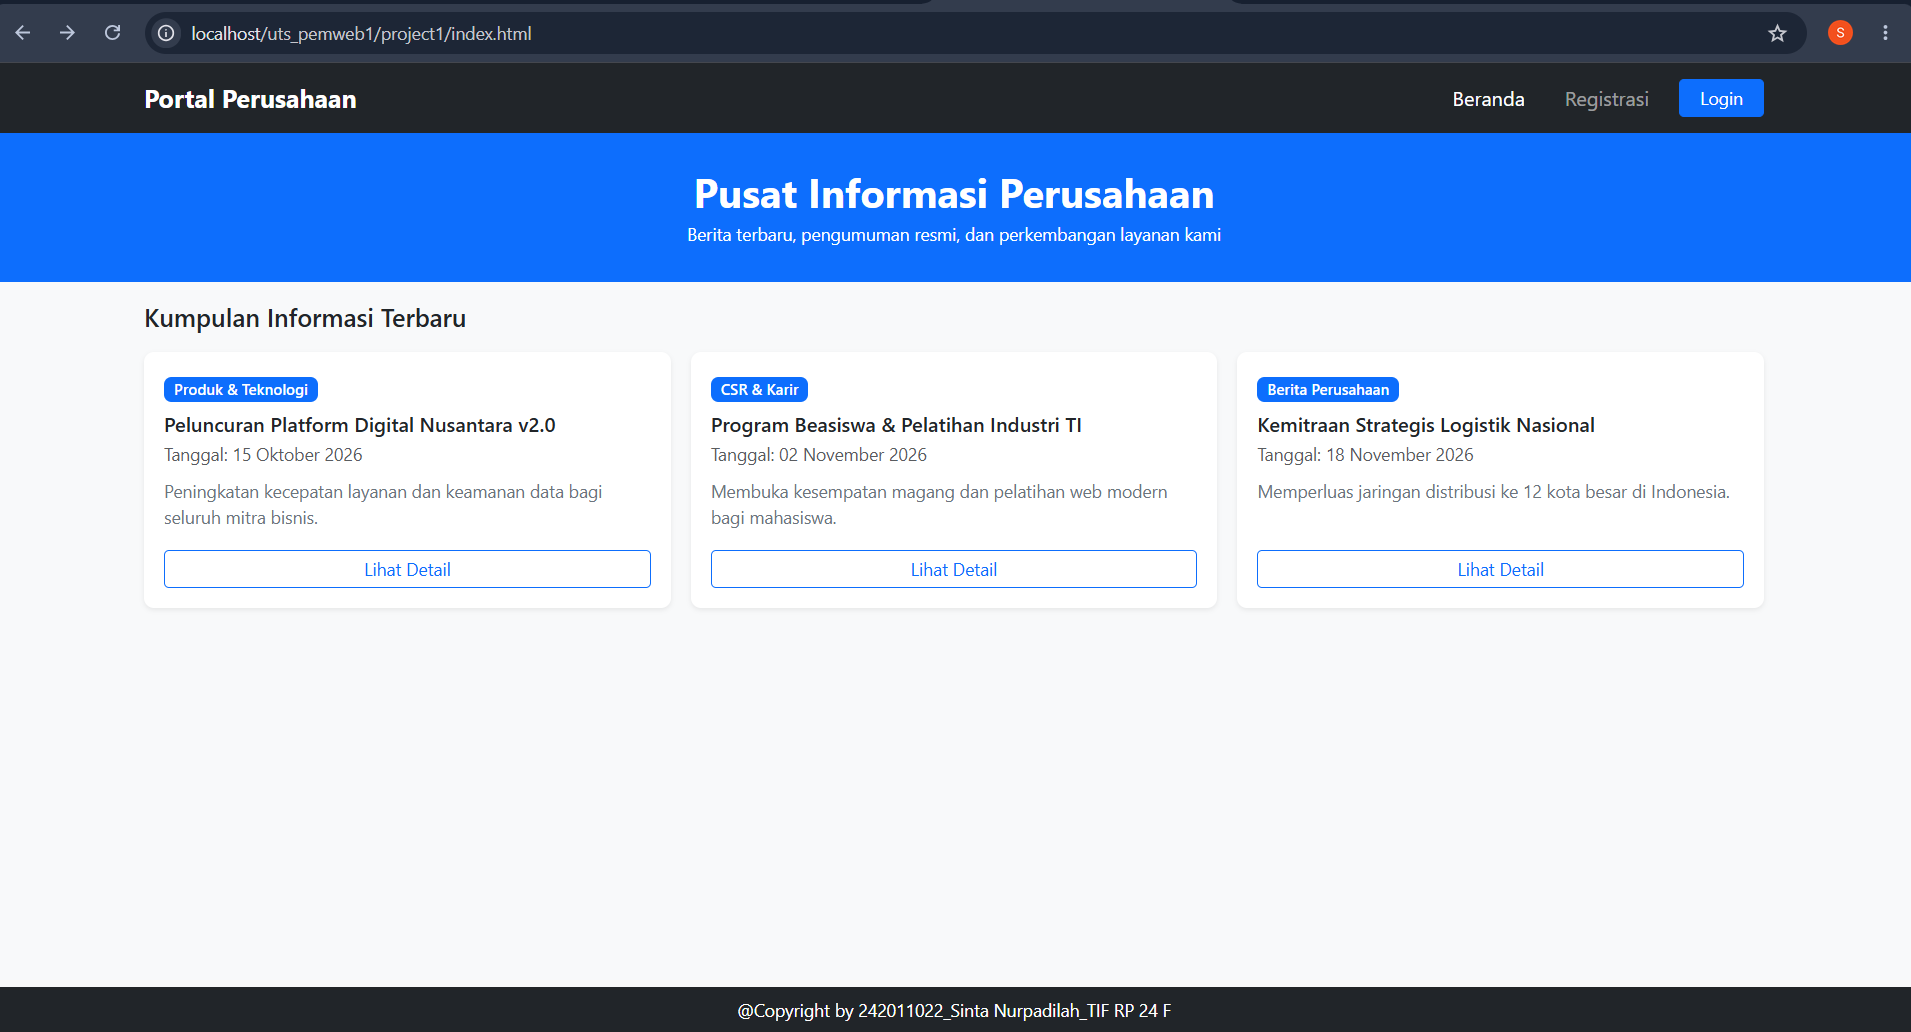 localhost/uts_pemweb1/project1/index.html
S
Portal Perusahaan
Beranda
Registrasi
Login
Pusat Informasi Perusahaan
Berita terbaru, pengumuman resmi, dan perkembangan layanan kami
Kumpulan Informasi Terbaru
Produk & Teknologi
Peluncuran Platform Digital Nusantara v2.0
Tanggal: 15 Oktober 2026
Peningkatan kecepatan layanan dan keamanan data bagi
seluruh mitra bisnis.
Lihat Detail
CSR & Karir
Program Beasiswa & Pelatihan Industri TI
Tanggal: 02 November 2026
Membuka kesempatan magang dan pelatihan web modern
bagi mahasiswa.
Lihat Detail
Berita Perusahaan
Kemitraan Strategis Logistik Nasional
Tanggal: 18 November 2026
Memperluas jaringan distribusi ke 12 kota besar di Indonesia.
Lihat Detail
@Copyright by 242011022_Sinta Nurpadilah_TIF RP 24 F